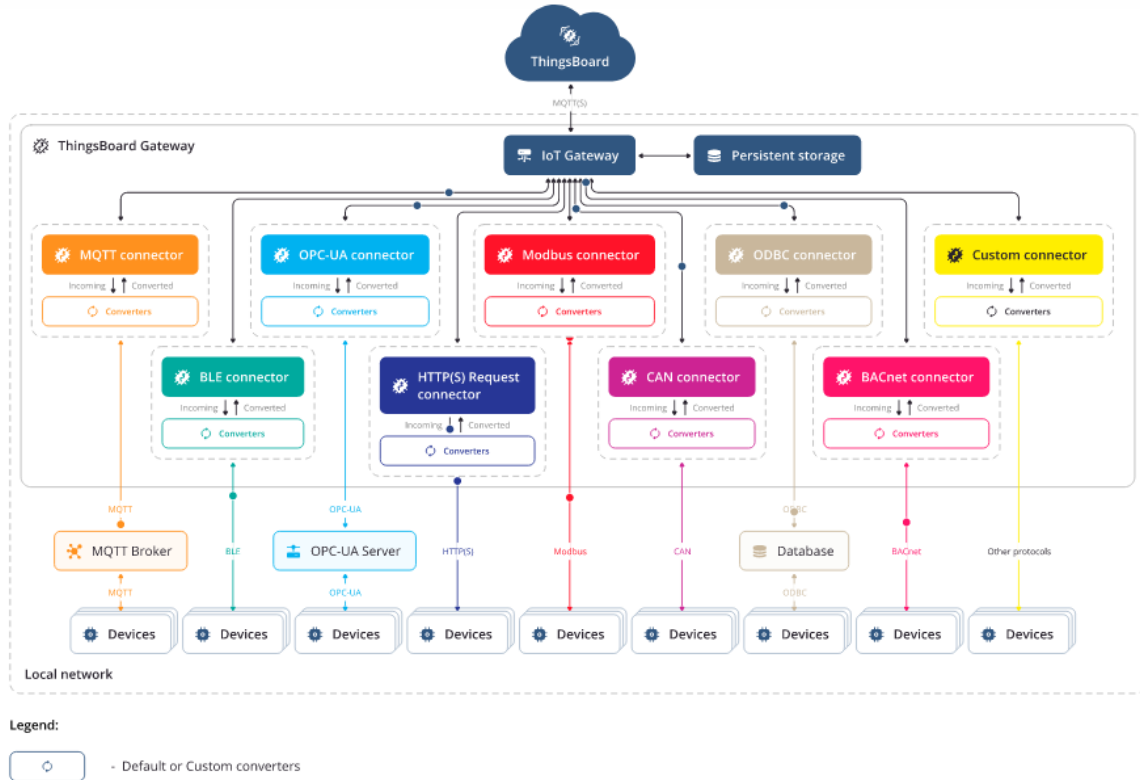 ThingsBoard
MQTT(S)
ThingsBoard Gateway
IoT Gateway
Persistent storage
MQTT connector
OPC-UA connector
Modbus connector
ODBC connector
Custom connector
Incoming Converted
Incoming Converted
Incoming Converted
Incoming Converted
Incoming Converted
Converters
Converters
Converters
Converters
Converters
BLE connector
HTTP(S) Request
connector
CAN connector
BACnet connector
Incoming Converted
Incoming Converted
Incoming Converted
Incoming Converted
Converters
Converters
Converters
Converters
MQTT
OPC-UA
ODBC
MQTT Broker
BLE
OPC-UA Server
HTTP(S)
Modbus
CAN
Database
BACnet
Other protocols
MQTT
OPC-UA
ODBC
Devices
Devices
Devices
Devices
Devices
Devices
Devices
Devices
Devices
Local network
Legend:
- Default or Custom converters